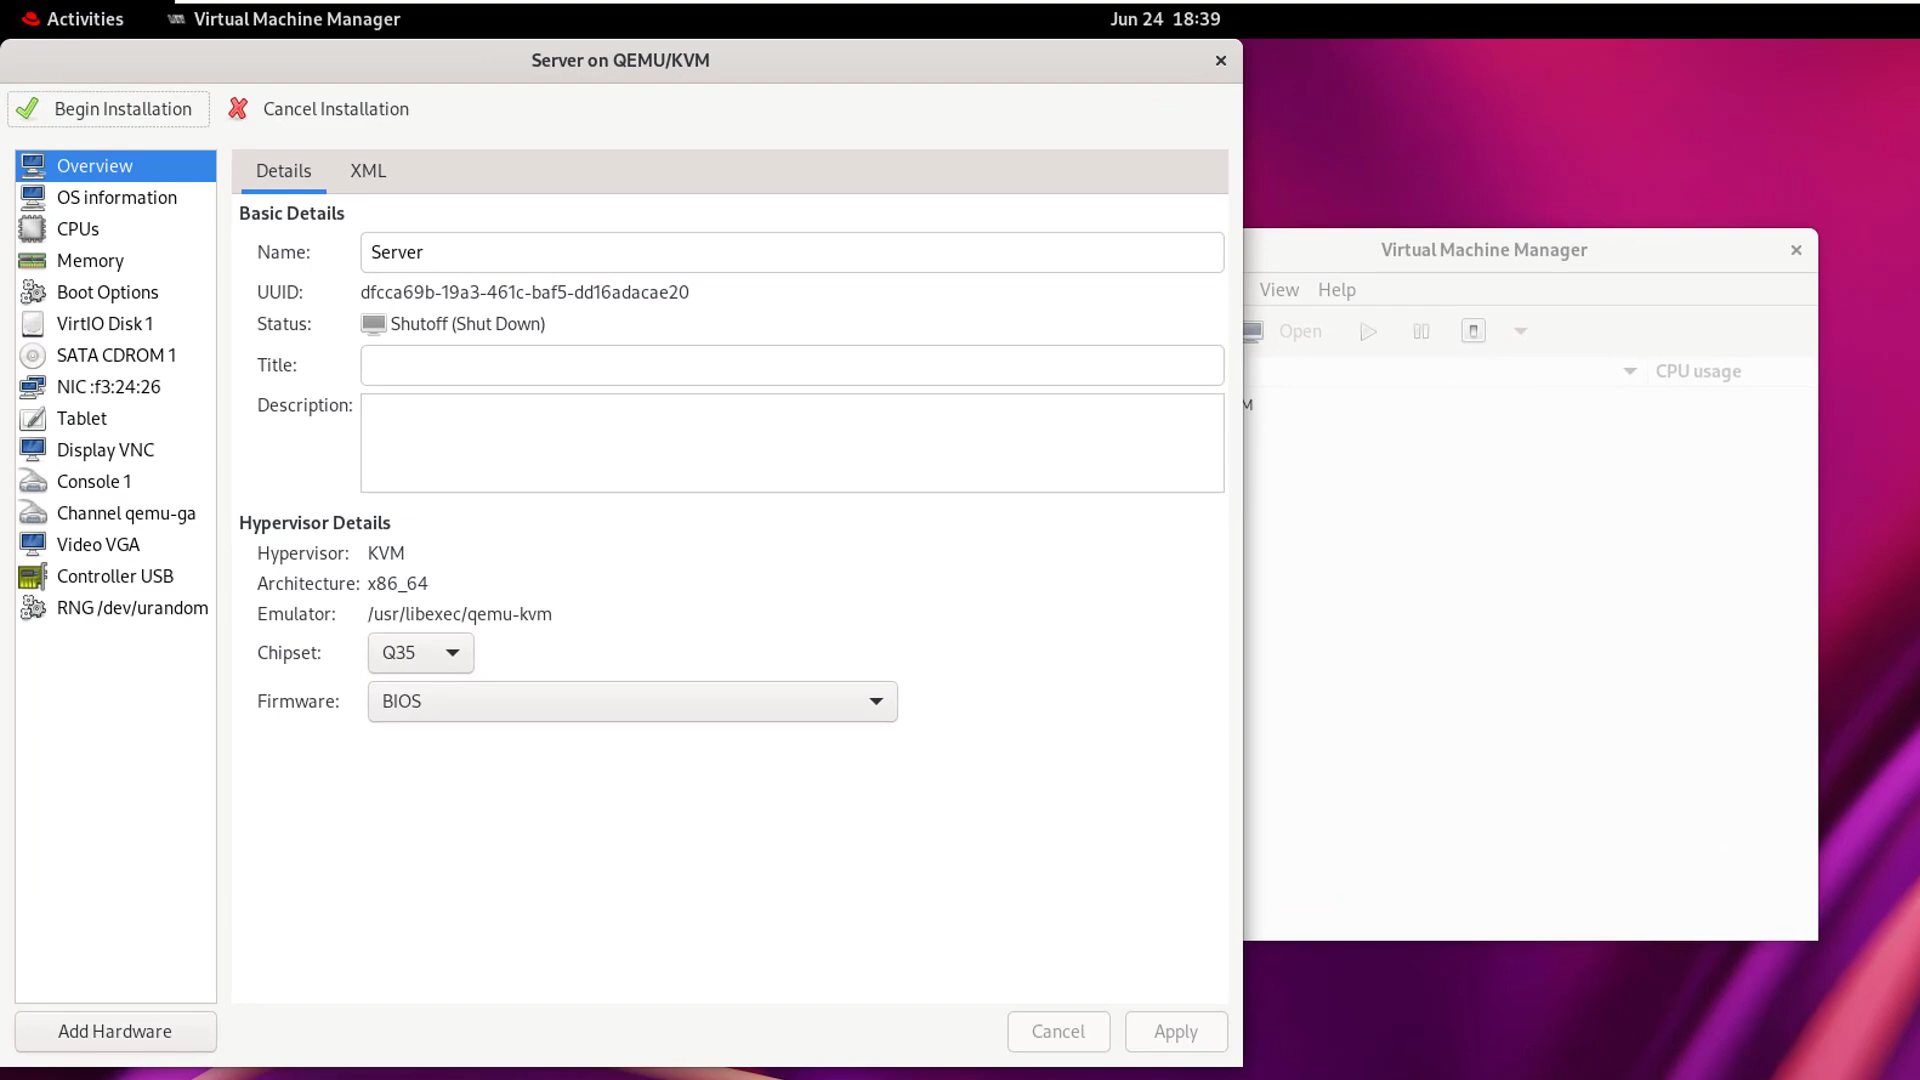 Activities
Virtual Machine Manager
Jun 24 18:39
Server on QEMU/KVM
Begin Installation
Cancel Installation
Overview
OS information
CPUs
Memory
Boot Options
VirtIO Disk 1
SATA CDROM 1
NIC :f3:24:26
Tablet
Display VNC
Console 1
Channel qemu-ga
Video VGA
Controller USB
RNG /dev/urandom
Add Hardware
Details XML
Basic Details
Name: Server
UUID: dfcca69b-19a3-461c-baf5-dd16adacae20
Status: Shutoff (Shut Down)
Title:
Description:
Hypervisor Details
Hypervisor: KVM
Architecture: x86_64
Emulator: /usr/libexec/qemu-kvm
Chipset: Q35
Firmware: BIOS
Cancel Apply
Virtual Machine Manager
View Help
Open
CPU usage
M